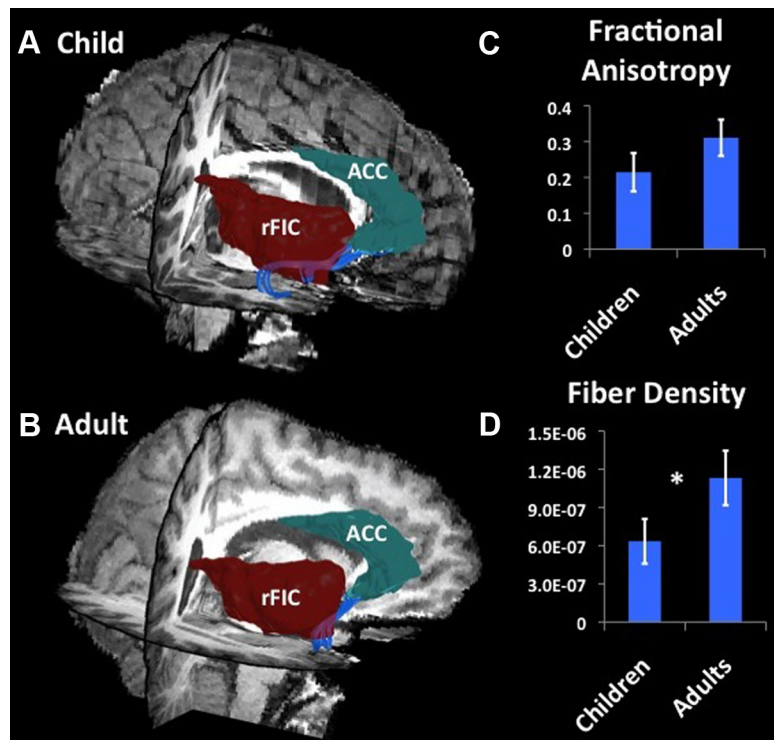 A Child
ACC
rFIC
B Adult
ACC
rFIC
C Fractional
Anisotropy
0.4
0.3
0.2
0.1
0
Children
Adults
D Fiber Density
1.5E-06
1.2E-06
9.0E-07
6.0E-07
3.0E-07
0
*
Children
Adults